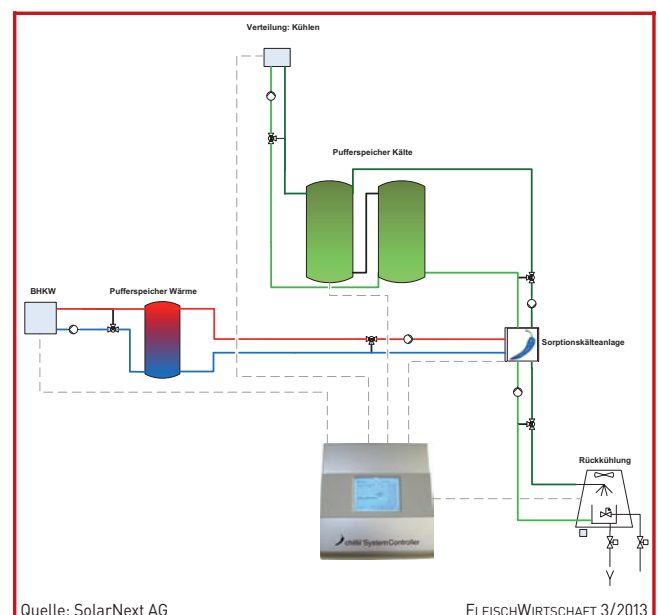 Verteilung: Kühlen
Pufferspeicher Kälte
BHKW
Pufferspeicher Wärme
Sorptionskälteanlage
Rückkühlung
chillii® SystemController
Quelle: SolarNext AG
FLEISCHWIRTSCHAFT 3/2013